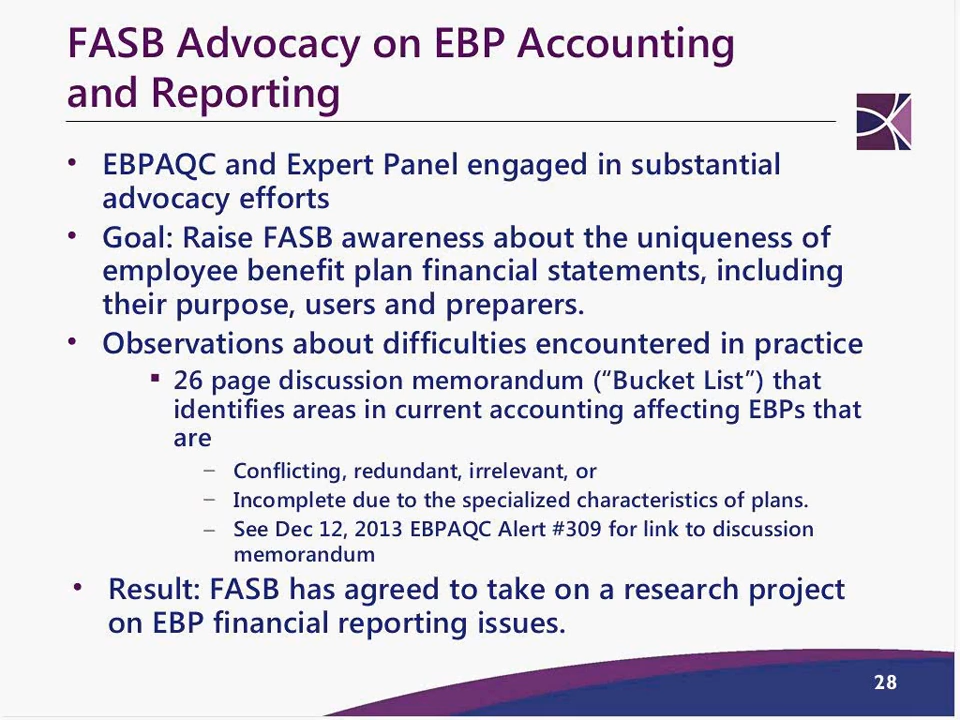 FASB Advocacy on EBP Accounting
and Reporting
• EBPAQC and Expert Panel engaged in substantial
advocacy efforts
• Goal: Raise FASB awareness about the uniqueness of
employee benefit plan financial statements, including
their purpose, users and preparers.
• Observations about difficulties encountered in practice
▪ 26 page discussion memorandum (“Bucket List”) that
identifies areas in current accounting affecting EBPs that
are
– Conflicting, redundant, irrelevant, or
– Incomplete due to the specialized characteristics of plans.
– See Dec 12, 2013 EBPAQC Alert #309 for link to discussion
memorandum
• Result: FASB has agreed to take on a research project
on EBP financial reporting issues.
28